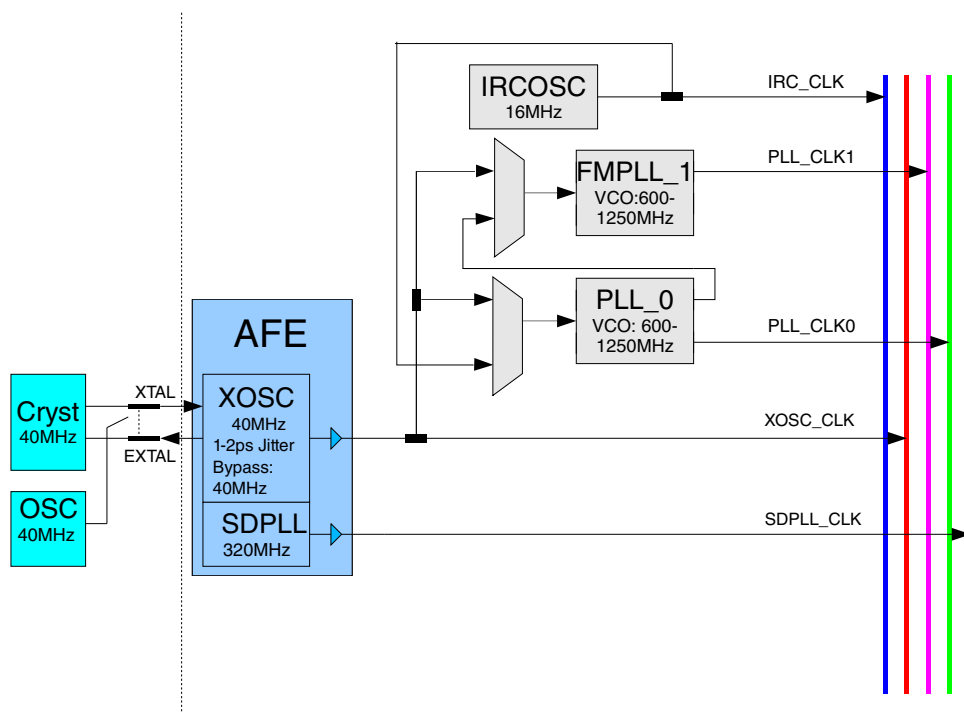 IRCOSC
16MHz
IRC_CLK
FMPLL_1
VCO:600-
1250MHz
PLL_CLK1
PLL_0
VCO: 600-
1250MHz
PLL_CLK0
AFE
XOSC
40MHz
1-2ps Jitter
Bypass:
40MHz
SDPLL
320MHz
Cryst
40MHz
XTAL
EXTAL
OSC
40MHz
XOSC_CLK
SDPLL_CLK